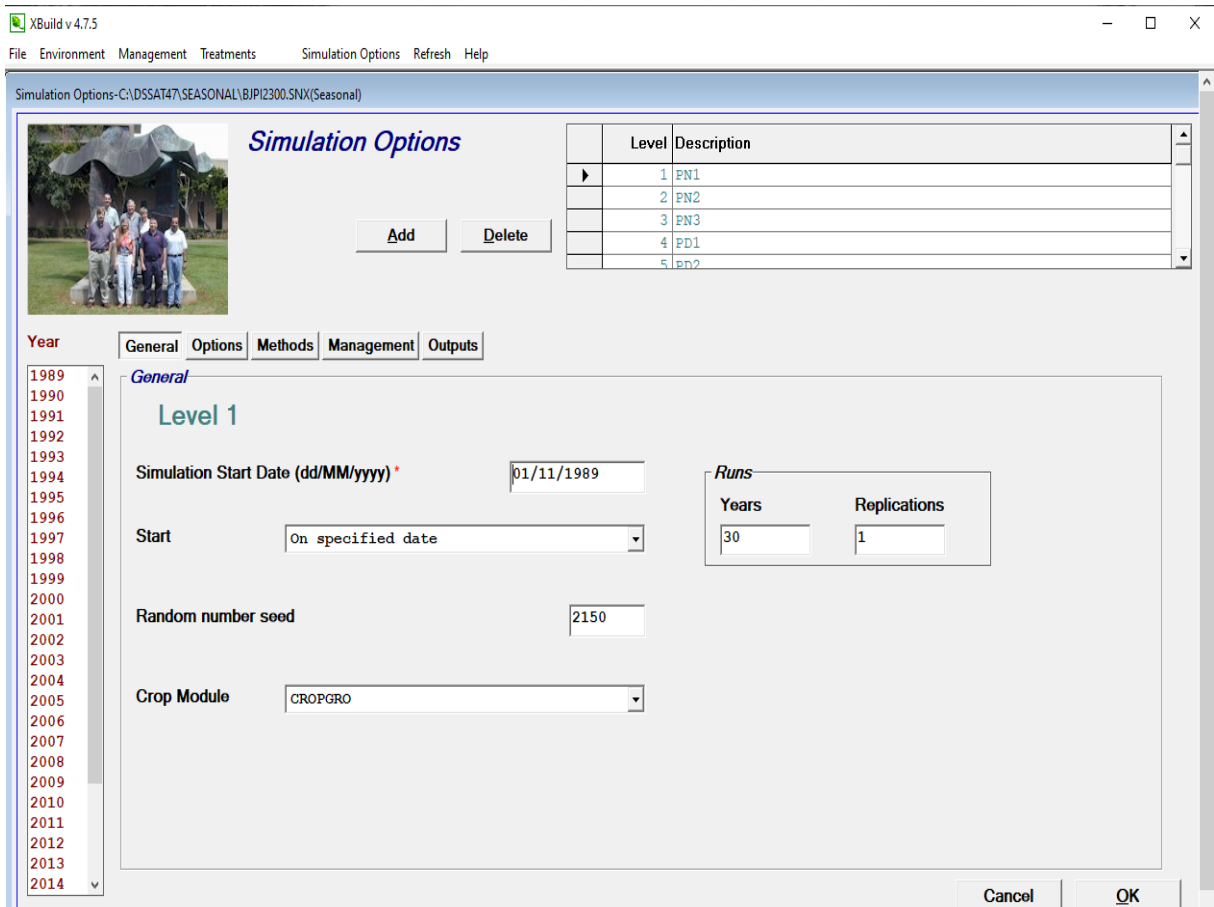 XBuild v 4.7.5
File Environment Management Treatments Simulation Options Refresh Help
Simulation Options-C:\DSSAT47\SEASONAL\BJPI2300.SNX(Seasonal)
Simulation Options
Add Delete
Level Description
1 PN1
2 PN2
3 PN3
4 PD1
5 PD2
Year
General Options Methods Management Outputs
1989
1990
1991
1992
1993
1994
1995
1996
1997
1998
1999
2000
2001
2002
2003
2004
2005
2006
2007
2008
2009
2010
2011
2012
2013
2014
General
Level 1
Simulation Start Date (dd/MM/yyyy) * 01/11/1989
Start On specified date
Random number seed 2150
Crop Module CROPGRO
Runs
Years Replications
30 1
Cancel OK